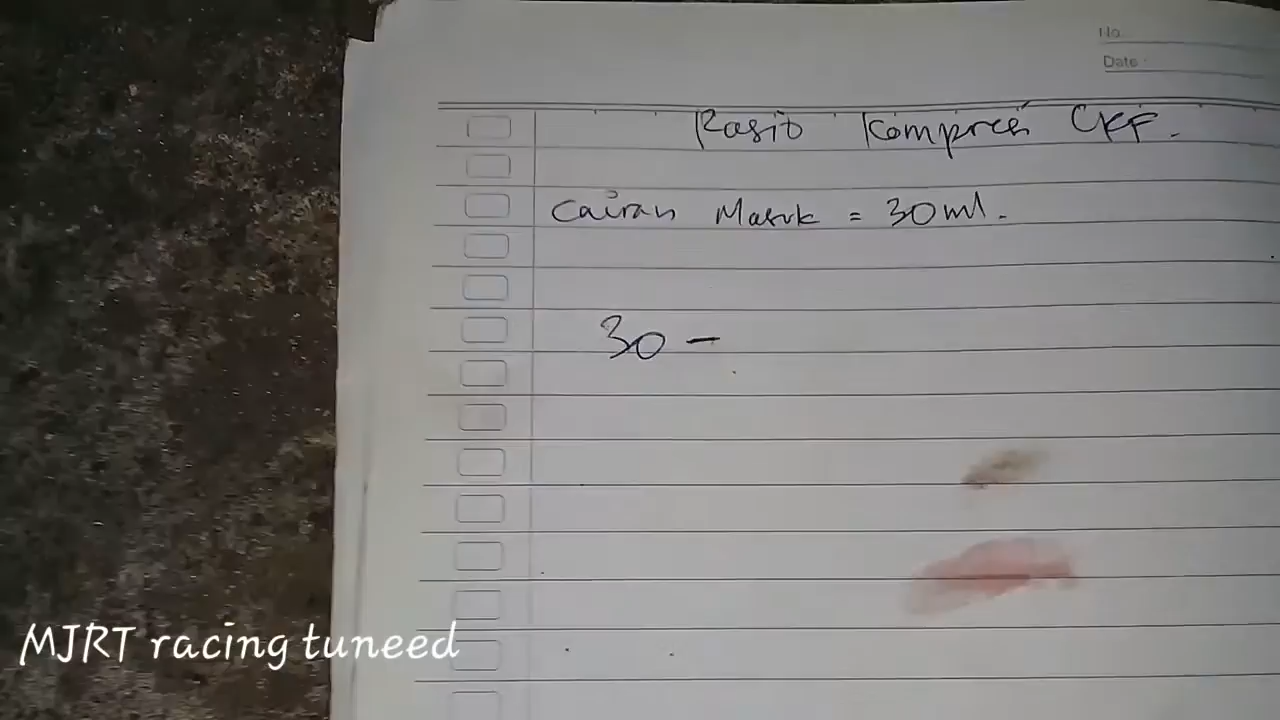 No.
Date :
Rasio Kompresi CKF.
Cairan Masuk = 30 ml.
30 -
MJRT racing tuneed